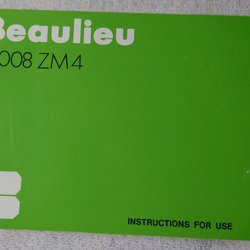 Beaulieu
008 ZM4
INSTRUCTIONS FOR USE